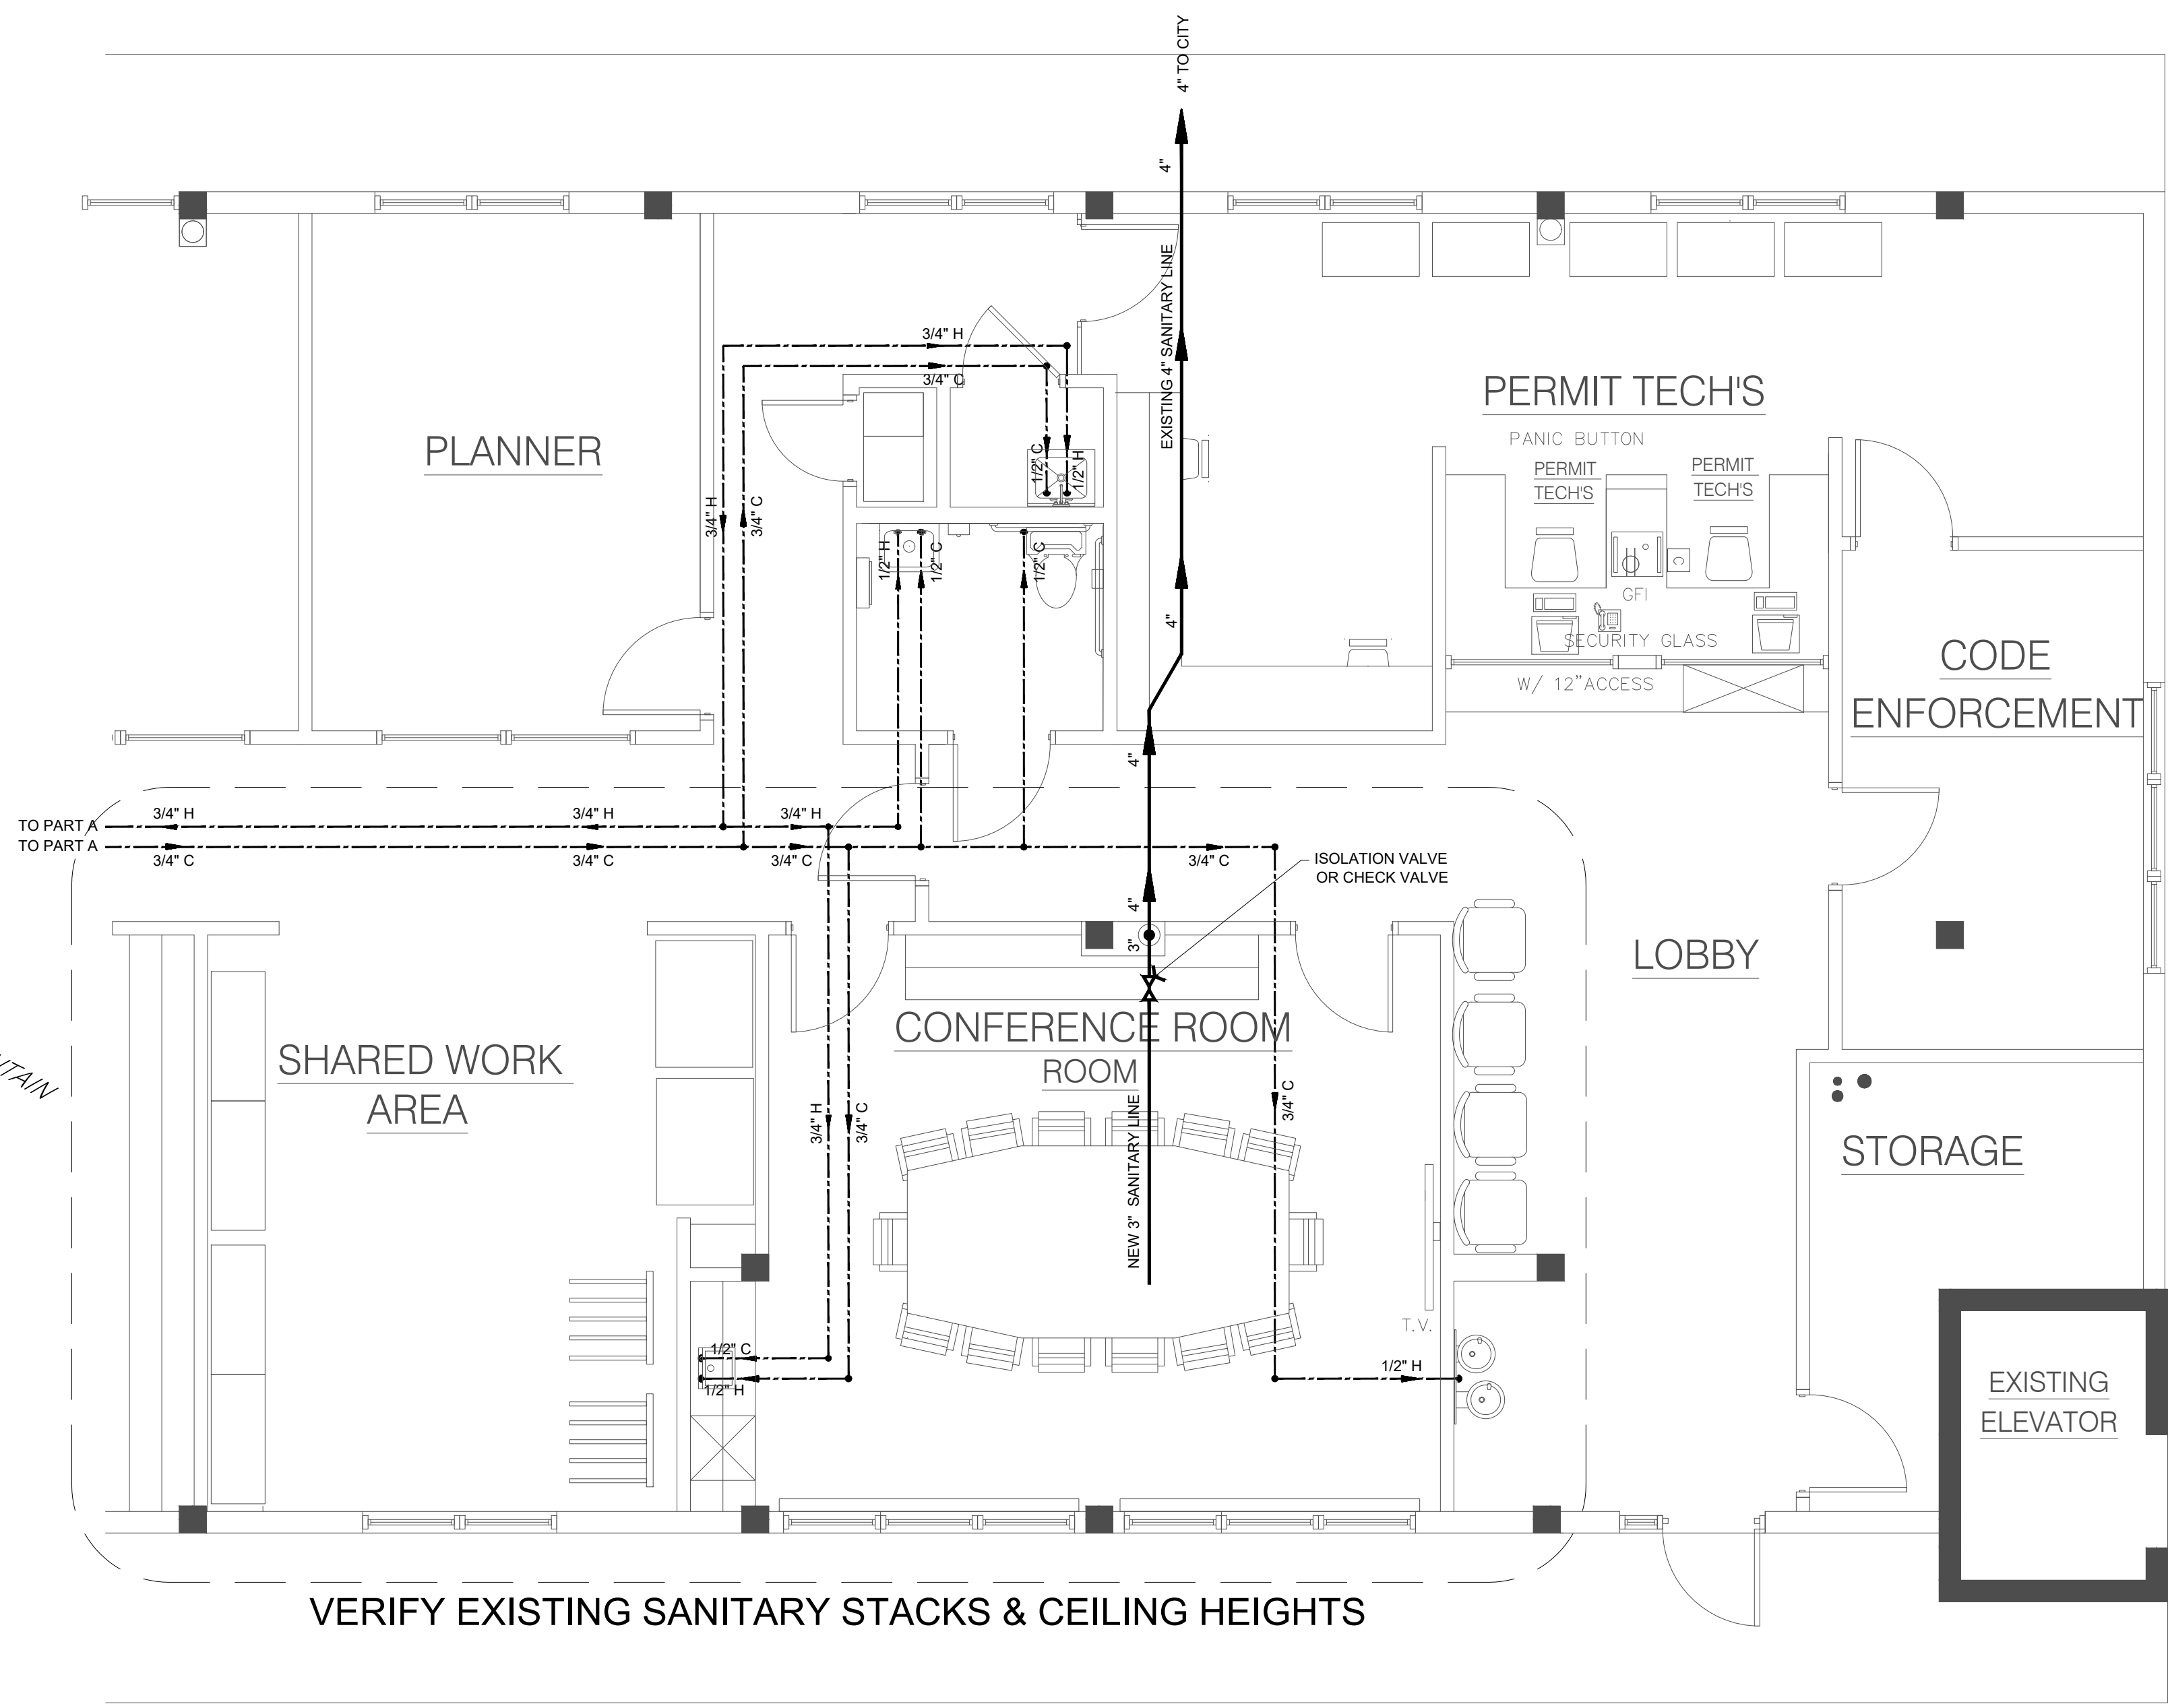 4" TO CITY
4"
EXISTING 4" SANITARY LINE
3/4" H
3/4" C
PERMIT TECH'S
PANIC BUTTON
PERMIT
TECH'S
PERMIT
TECH'S
PLANNER
1/2" C
1/2" H
3/4" H
3/4" C
1/2" H
1/2" C
1/2" C
C
GFI
SECURITY GLASS
W/ 12"ACCESS
4"
CODE
ENFORCEMENT
4"
TO PART A
3/4" H
3/4" H
3/4" H
TO PART A
3/4" C
3/4" C
3/4" C
3/4" C
ISOLATION VALVE
OR CHECK VALVE
4"
3"
LOBBY
CONFERENCE ROOM
ROOM
SHARED WORK
AREA
NTAIN
3/4" H
3/4" C
3/4" C
NEW 3" SANITARY LINE
STORAGE
T.V.
1/2" C
1/2" H
1/2" H
EXISTING
ELEVATOR
VERIFY EXISTING SANITARY STACKS & CEILING HEIGHTS